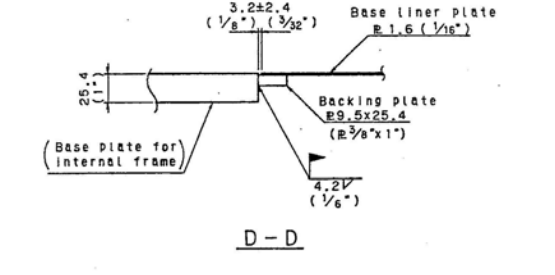 3.2±2.4
(1/8") (3/32")
Base liner plate
PL 1.6 (1/16")
25.4
(1")
Backing plate
PL9.5x25.4
(PL3/8"x1")
(Base plate for
internal frame)
4.2V
(1/6")
D-D